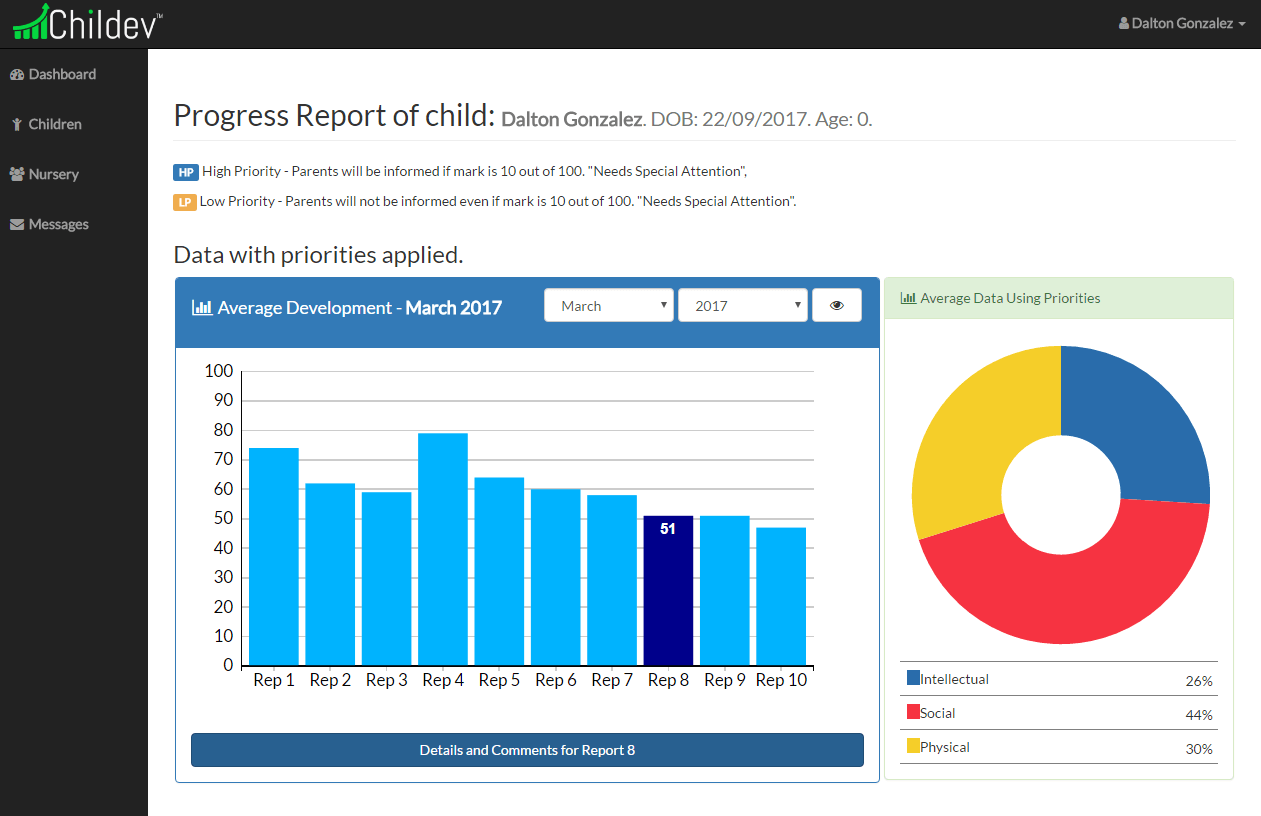 Childev™
Dalton Gonzalez
Dashboard
Children
Nursery
Messages
Progress Report of child: Dalton Gonzalez. DOB: 22/09/2017. Age: 0.
HP High Priority - Parents will be informed if mark is 10 out of 100. "Needs Special Attention",
LP Low Priority - Parents will not be informed even if mark is 10 out of 100. "Needs Special Attention".
Data with priorities applied.
Average Development - March 2017
March
2017
100
90
80
70
60
50
40
30
20
10
0
51
Rep 1 Rep 2 Rep 3 Rep 4 Rep 5 Rep 6 Rep 7 Rep 8 Rep 9 Rep 10
Details and Comments for Report 8
Average Data Using Priorities
Intellectual 26%
Social 44%
Physical 30%